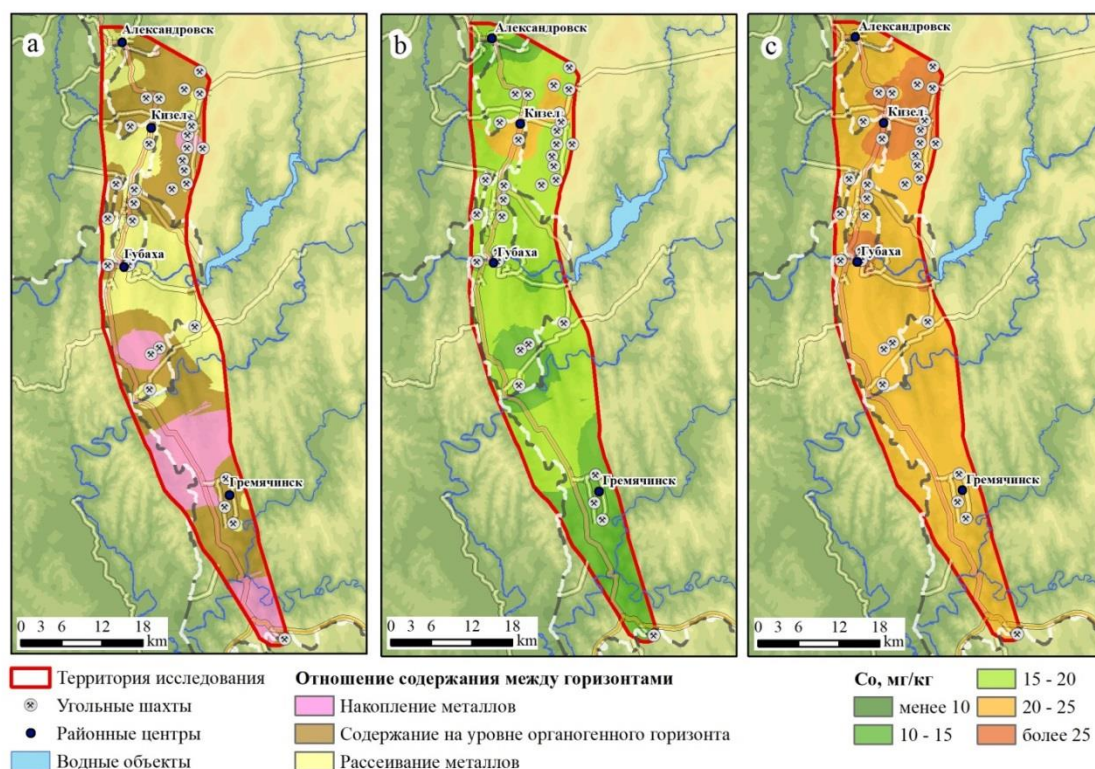 a
Александровск
Кизел
Губаха
Гремячинск
0 3 6 12 18
km
b
Александровск
Кизел
Губаха
Гремячинск
0 3 6 12 18
km
c
Александровск
Кизел
Губаха
Гремячинск
0 3 6 12 18
km
Территория исследования
Угольные шахты
Районные центры
Водные объекты
Отношение содержания между горизонтами
Накопление металлов
Содержание на уровне органогенного горизонта
Рассеивание металлов
Co, мг/кг
менее 10
10 - 15
15 - 20
20 - 25
более 25